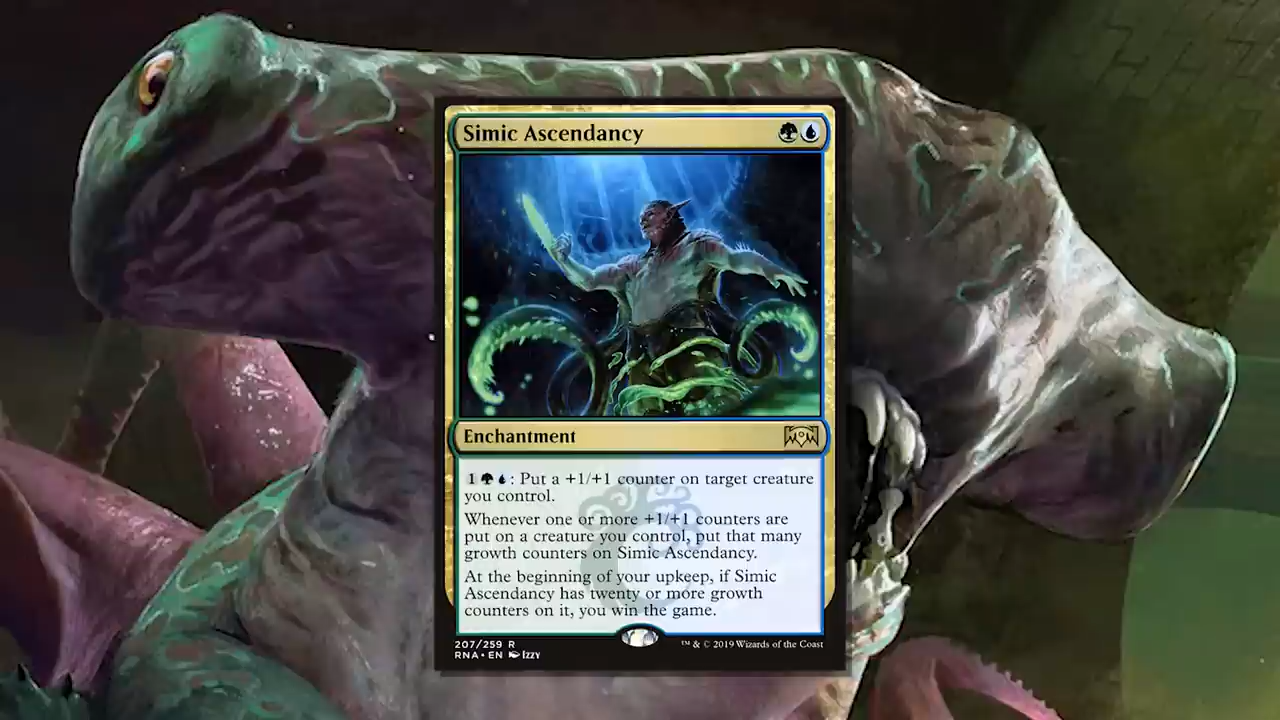 Simic Ascendancy
Enchantment
1 : Put a +1/+1 counter on target creature
you control.
Whenever one or more +1/+1 counters are
put on a creature you control, put that many
growth counters on Simic Ascendancy.
At the beginning of your upkeep, if Simic
Ascendancy has twenty or more growth
counters on it, you win the game.
207/259 R
RNA • EN Izzy
™ & © 2019 Wizards of the Coast